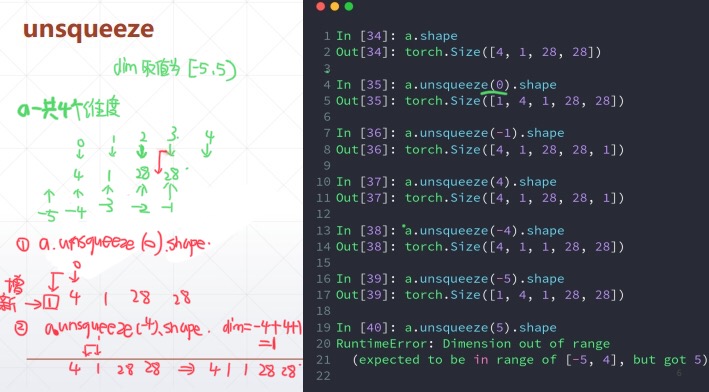 unsqueeze
dim 取值为 [-5,5)
a一共4个维度
0 1 2 3 4
4 1 28 28
-5 -4 -3 -2 -1
① a.unsqueeze(0).shape.
0
增新 → 1 4 1 28 28
② a.unsqueeze(-4).shape. dim=-4+4+1
=1
4 1 28 28 ⇒ 4 1 1 28 28
1 In [34]: a.shape
2 Out[34]: torch.Size([4, 1, 28, 28])
3
4 In [35]: a.unsqueeze(0).shape
5 Out[35]: torch.Size([1, 4, 1, 28, 28])
6
7 In [36]: a.unsqueeze(-1).shape
8 Out[36]: torch.Size([4, 1, 28, 28, 1])
9
10 In [37]: a.unsqueeze(4).shape
11 Out[37]: torch.Size([4, 1, 28, 28, 1])
12
13 In [38]: a.unsqueeze(-4).shape
14 Out[38]: torch.Size([4, 1, 1, 28, 28])
15
16 In [39]: a.unsqueeze(-5).shape
17 Out[39]: torch.Size([1, 4, 1, 28, 28])
18
19 In [40]: a.unsqueeze(5).shape
20 RuntimeError: Dimension out of range
21 (expected to be in range of [-5, 4], but got 5)
22
6